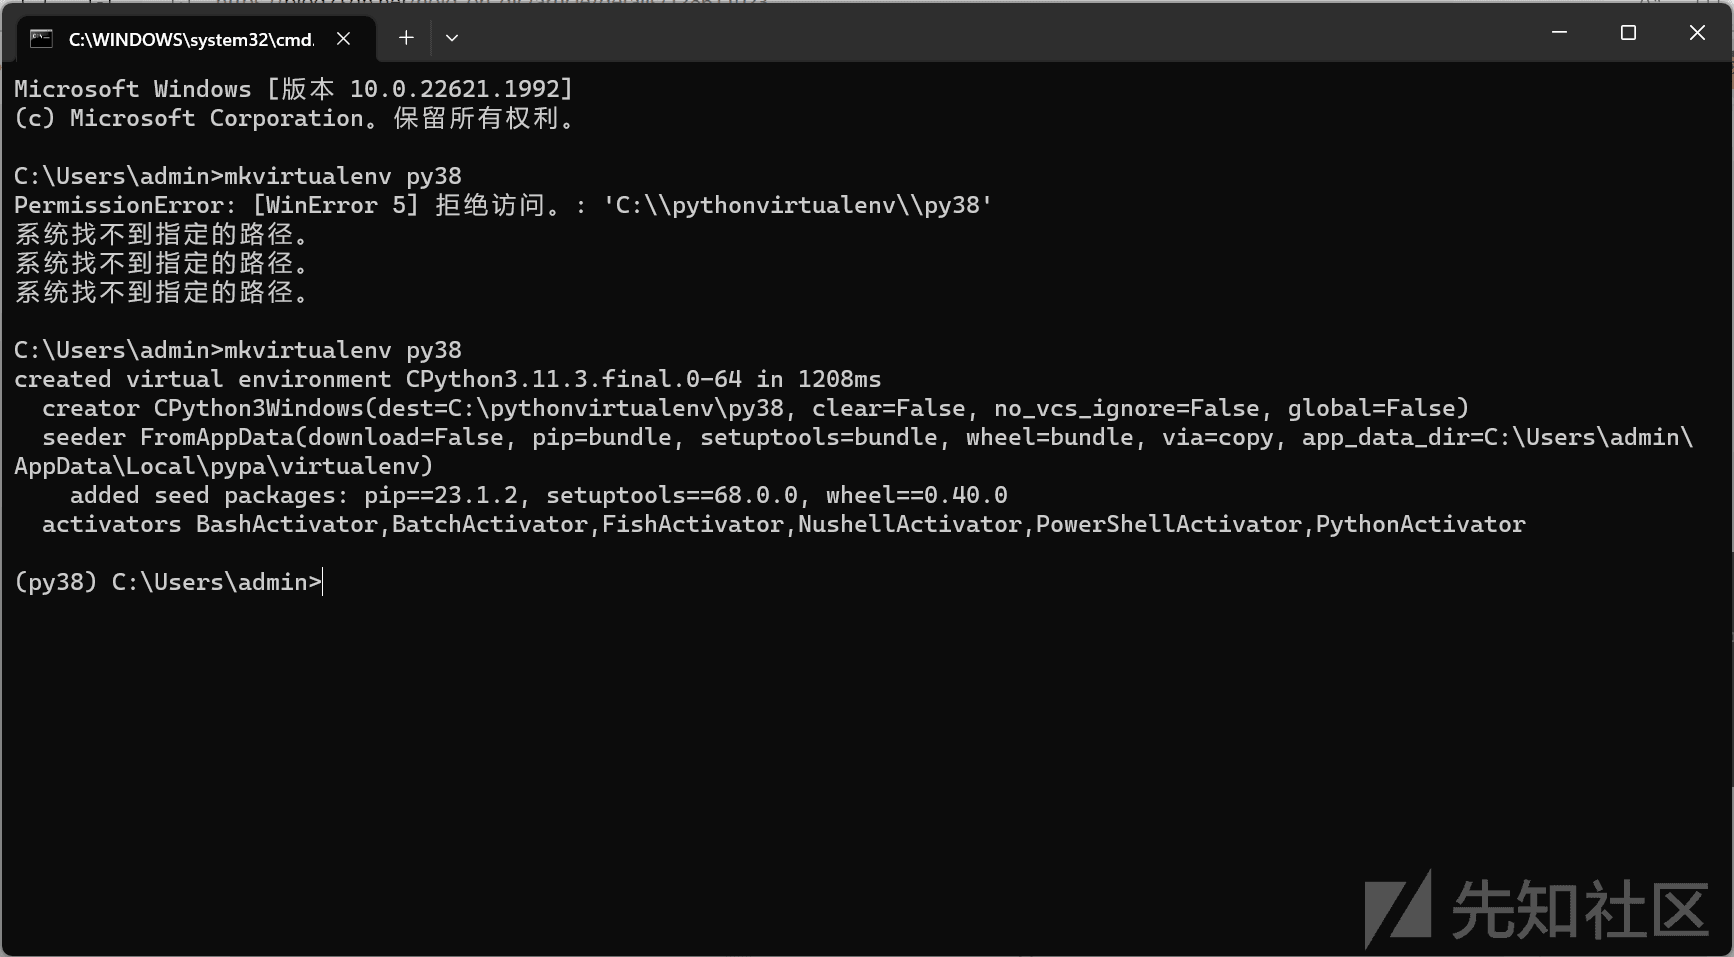 C:\WINDOWS\system32\cmd.
Microsoft Windows [版本 10.0.22621.1992]
(c) Microsoft Corporation。保留所有权利。
C:\Users\admin>mkvirtualenv py38
PermissionError: [WinError 5] 拒绝访问。: 'C:\\pythonvirtualenv\\py38'
系统找不到指定的路径。
系统找不到指定的路径。
系统找不到指定的路径。
C:\Users\admin>mkvirtualenv py38
created virtual environment CPython3.11.3.final.0-64 in 1208ms
creator CPython3Windows(dest=C:\pythonvirtualenv\py38, clear=False, no_vcs_ignore=False, global=False)
seeder FromAppData(download=False, pip=bundle, setuptools=bundle, wheel=bundle, via=copy, app_data_dir=C:\Users\admin\
AppData\Local\pypa\virtualenv)
added seed packages: pip==23.1.2, setuptools==68.0.0, wheel==0.40.0
activators BashActivator,BatchActivator,FishActivator,NushellActivator,PowerShellActivator,PythonActivator
(py38) C:\Users\admin>
先知社区